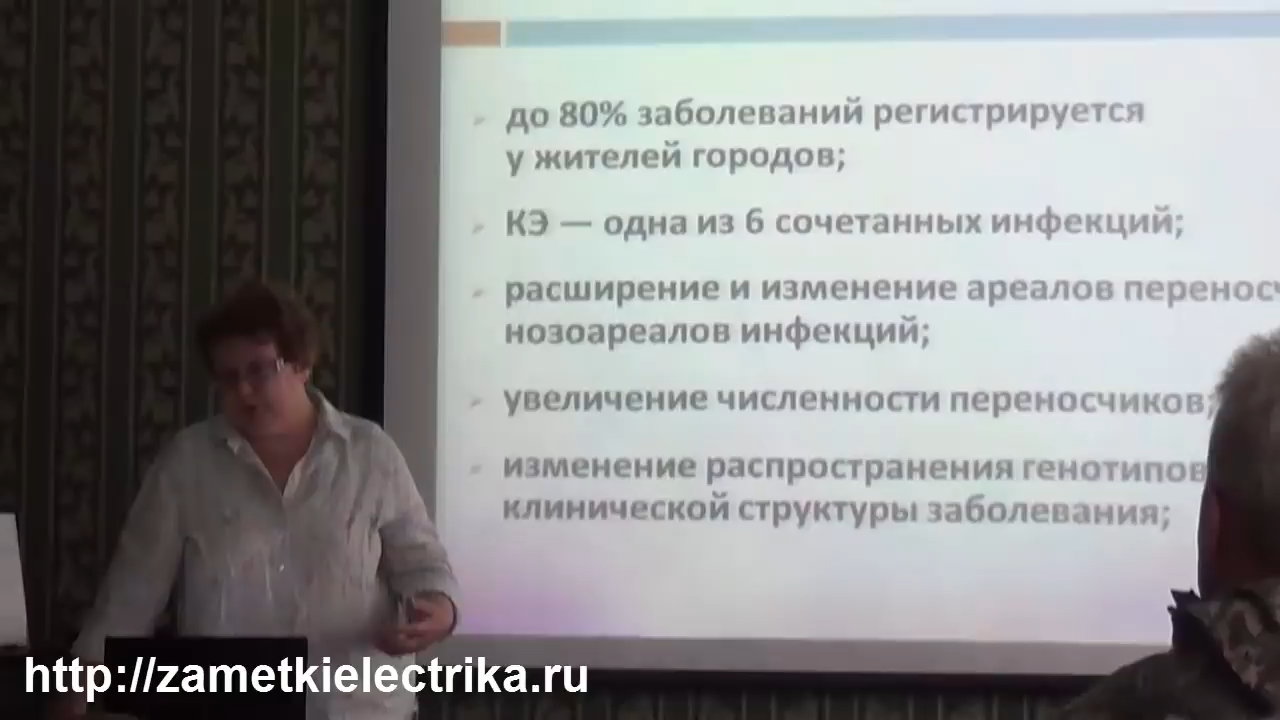 до 80% заболеваний регистрируется
у жителей городов;
КЭ — одна из 6 сочетанных инфекций;
расширение и изменение ареалов
нозоареалов инфекций;
увеличение численности переносчиков;
изменение распространения генотипов
клинической структуры заболевания;
http://zametkielectrika.ru